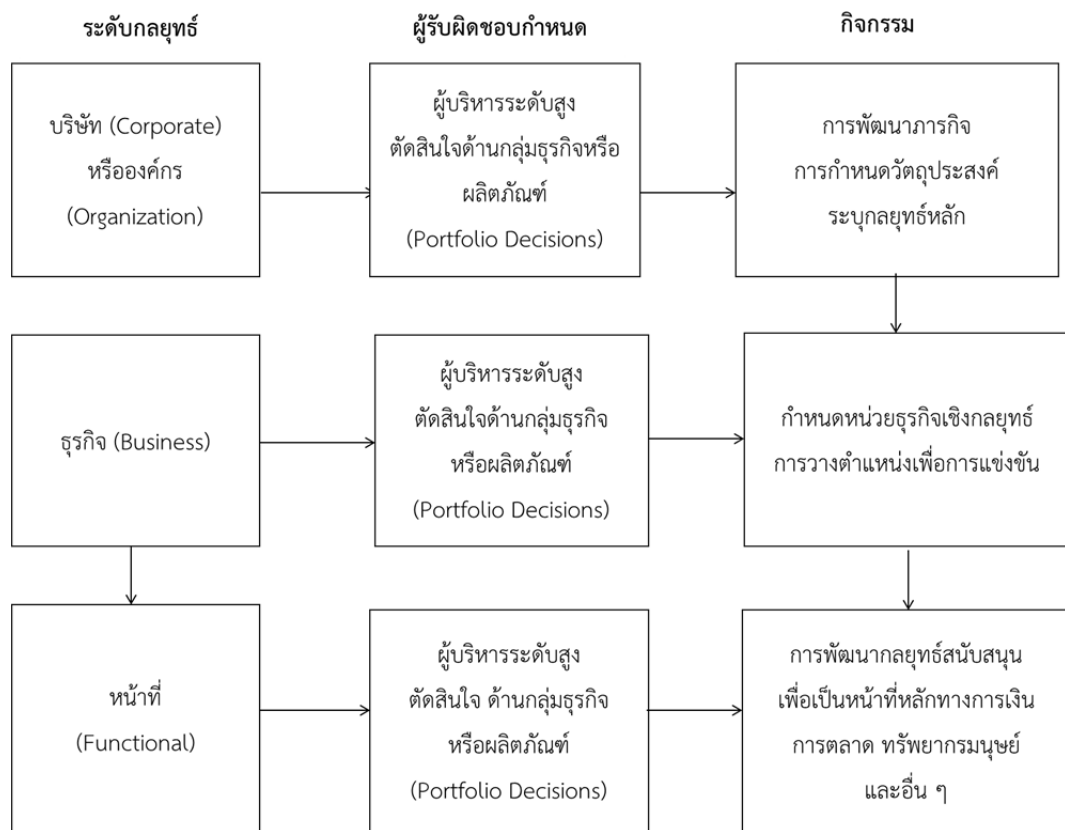 ระดับกลยุทธ์
ผู้รับผิดชอบกำหนด
กิจกรรม
บริษัท (Corporate)
หรือองค์กร
(Organization)
ผู้บริหารระดับสูง
ตัดสินใจด้านกลุ่มธุรกิจหรือ
ผลิตภัณฑ์
(Portfolio Decisions)
การพัฒนาภารกิจ
การกำหนดวัตถุประสงค์
ระบุกลยุทธ์หลัก
ธุรกิจ (Business)
ผู้บริหารระดับสูง
ตัดสินใจด้านกลุ่มธุรกิจ
หรือผลิตภัณฑ์
(Portfolio Decisions)
กำหนดหน่วยธุรกิจเชิงกลยุทธ์
การวางตำแหน่งเพื่อการแข่งขัน
หน้าที่
(Functional)
ผู้บริหารระดับสูง
ตัดสินใจ ด้านกลุ่มธุรกิจ
หรือผลิตภัณฑ์
(Portfolio Decisions)
การพัฒนากลยุทธ์สนับสนุน
เพื่อเป็นหน้าที่หลักทางการเงิน
การตลาด ทรัพยากรมนุษย์
และอื่น ๆ